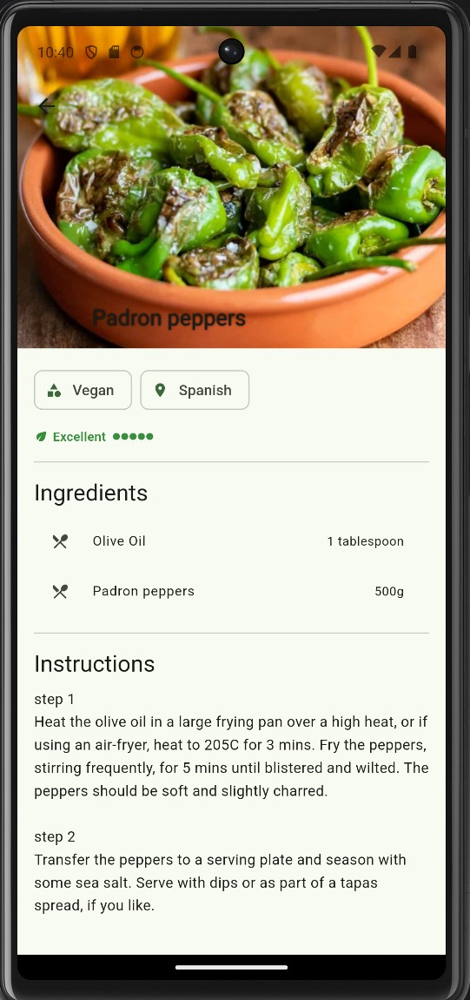 10:40
Padron peppers
Vegan Spanish
Excellent
Ingredients
Olive Oil 1 tablespoon
Padron peppers 500g
Instructions
step 1
Heat the olive oil in a large frying pan over a high heat, or if
using an air-fryer, heat to 205C for 3 mins. Fry the peppers,
stirring frequently, for 5 mins until blistered and wilted. The
peppers should be soft and slightly charred.
step 2
Transfer the peppers to a serving plate and season with
some sea salt. Serve with dips or as part of a tapas
spread, if you like.